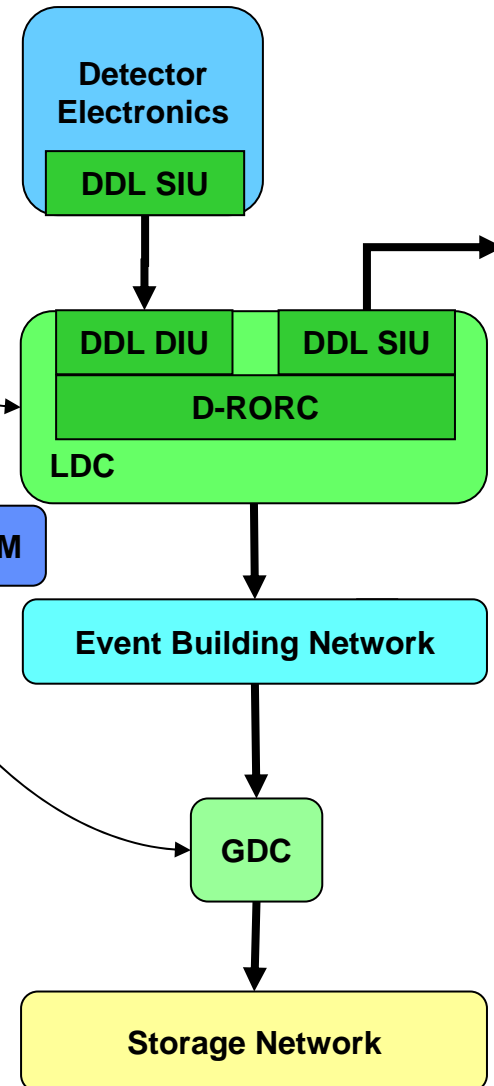 Detector
Electronics
DDL SIU
DDL DIU
DDL SIU
D-RORC
LDC
M
Event Building Network
GDC
Storage Network